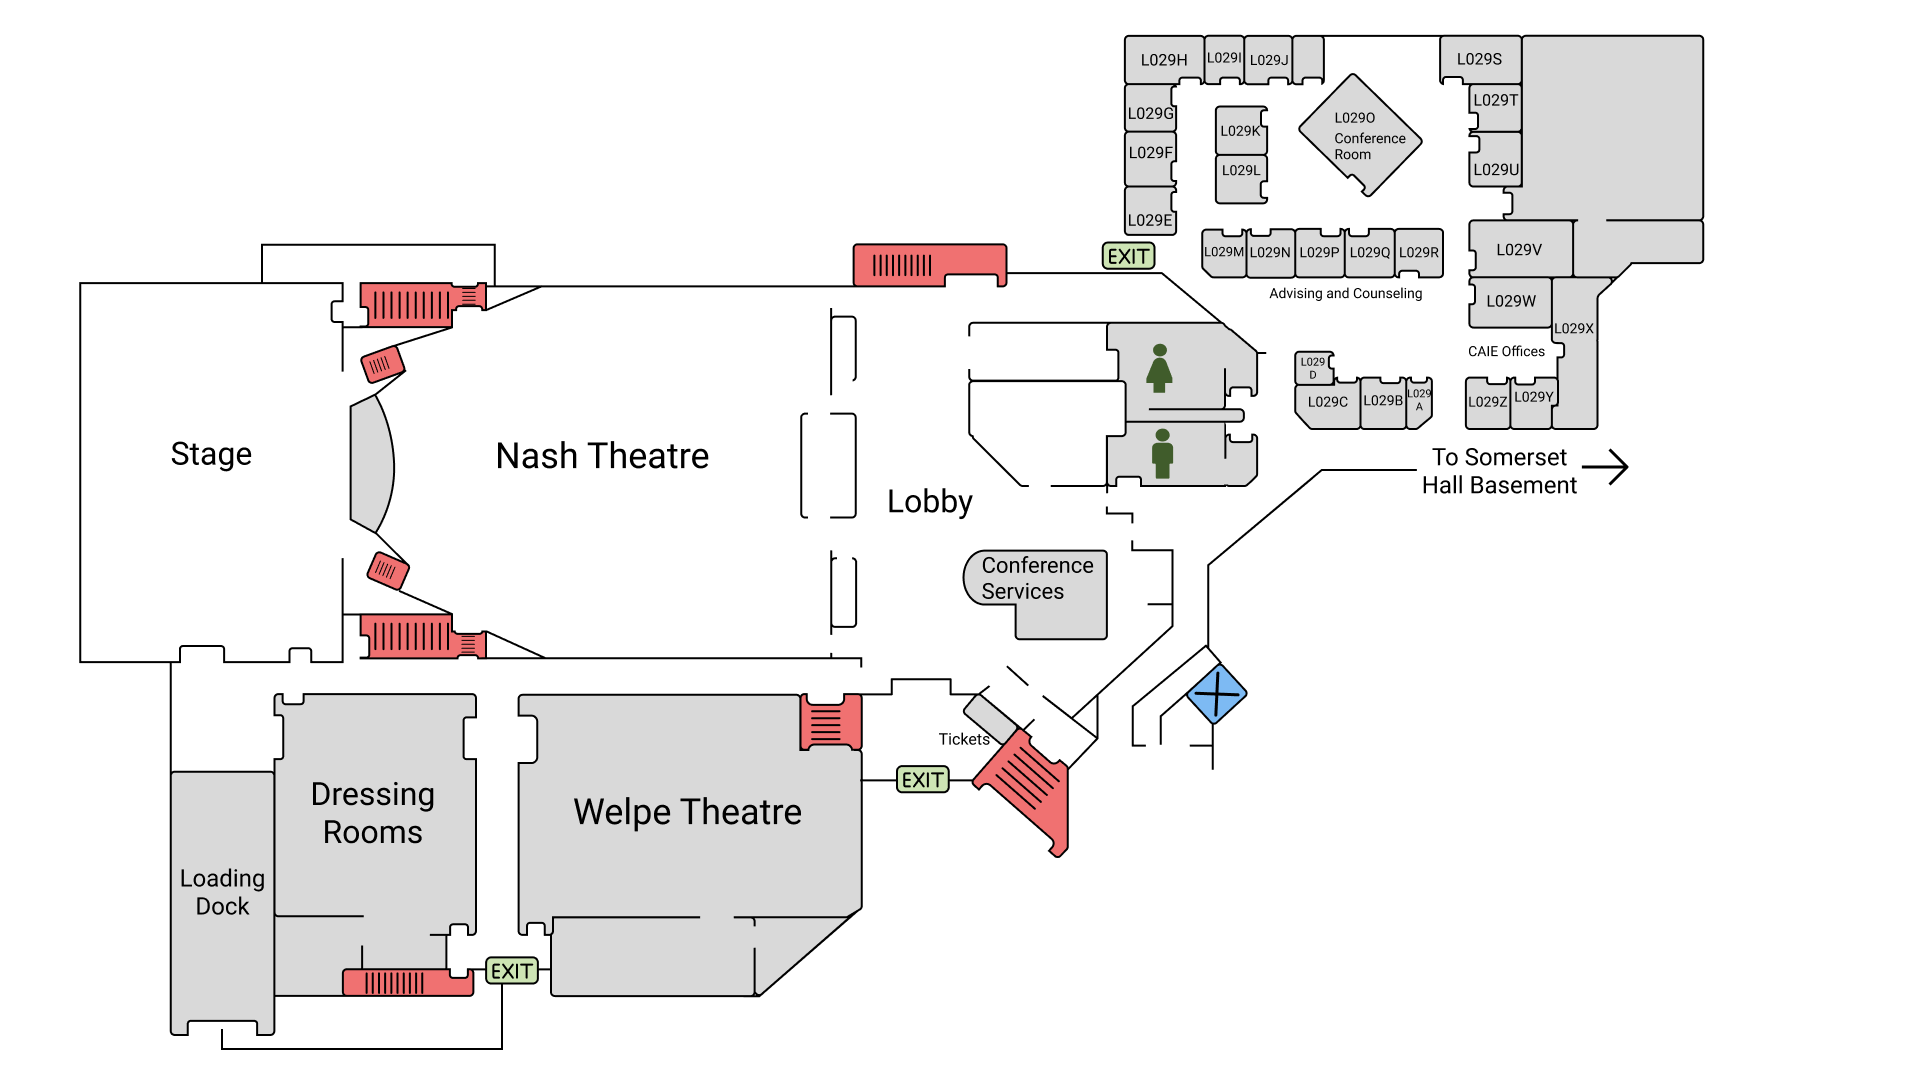 L029H
L029I
L029J
L029S
L029G
L029K
L029O
Conference
Room
L029T
L029F
L029L
L029U
L029E
L029M
L029N
L029P
L029Q
L029R
L029V
EXIT
Advising and Counseling
L029W
L029X
CAIE Offices
L029
D
L029C
L029B
L029
A
L029Z
L029Y
Stage
Nash Theatre
Lobby
To Somerset
Hall Basement
Conference
Services
Tickets
EXIT
Dressing
Rooms
Welpe Theatre
Loading
Dock
EXIT